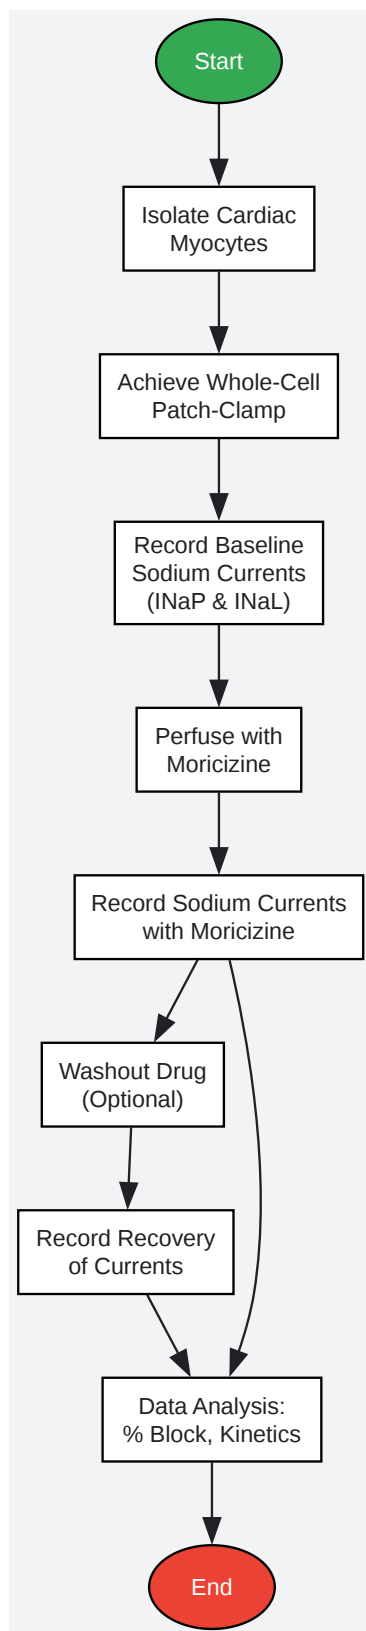 Start
Isolate Cardiac
Myocytes
Achieve Whole-Cell
Patch-Clamp
Record Baseline
Sodium Currents
(INaP & INaL)
Perfuse with
Moricizine
Record Sodium Currents
with Moricizine
Washout Drug
(Optional)
Record Recovery
of Currents
Data Analysis:
% Block, Kinetics
End